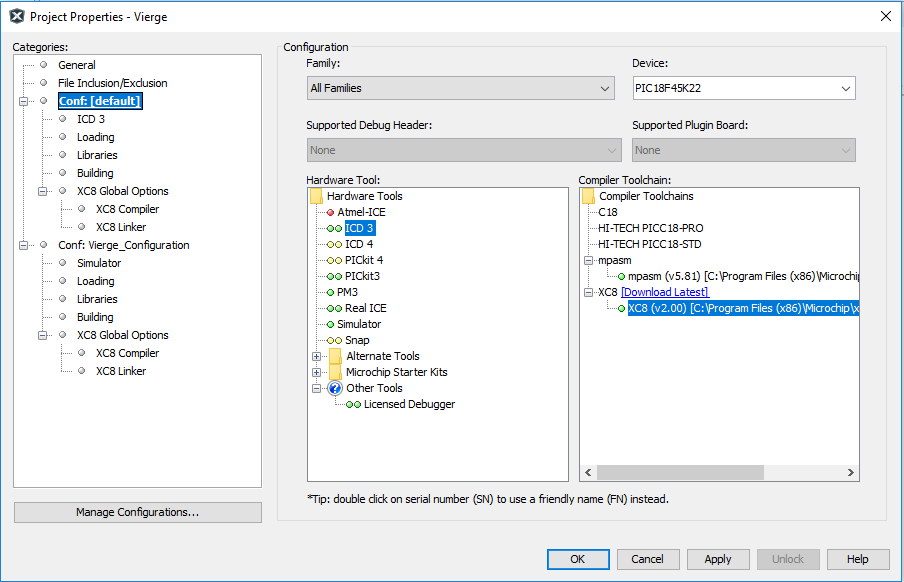 Project Properties - Vierge
Categories:
General
File Inclusion/Exclusion
Conf: [default]
ICD 3
Loading
Libraries
Building
XC8 Global Options
XC8 Compiler
XC8 Linker
Conf: Vierge_Configuration
Simulator
Loading
Libraries
Building
XC8 Global Options
XC8 Compiler
XC8 Linker
Manage Configurations...
Configuration
Family:
All Families
Device:
PIC18F45K22
Supported Debug Header:
None
Supported Plugin Board:
None
Hardware Tool:
Hardware Tools
Atmel-ICE
ICD 3
ICD 4
PICkit 4
PICkit3
PM3
Real ICE
Simulator
Snap
Alternate Tools
Microchip Starter Kits
Other Tools
Licensed Debugger
Compiler Toolchain:
Compiler Toolchains
C18
HI-TECH PICC18-PRO
HI-TECH PICC18-STD
mpasm
mpasm (v5.81) [C:\Program Files (x86)\Microchip
XC8 [Download Latest]
XC8 (v2.00) [C:\Program Files (x86)\Microchip\x
*Tip: double click on serial number (SN) to use a friendly name (FN) instead.
OK
Cancel
Apply
Unlock
Help